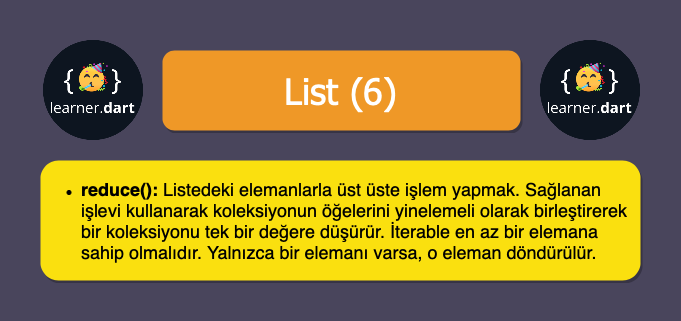 {🥳}
learner.dart
List (6)
{🥳}
learner.dart
• reduce(): Listedeki elemanlarla üst üste işlem yapmak. Sağlanan
işlevi kullanarak koleksiyonun öğelerini yinelemeli olarak birleştirerek
bir koleksiyonu tek bir değere düşürür. İterable en az bir elemana
sahip olmalıdır. Yalnızca bir elemanı varsa, o eleman döndürülür.